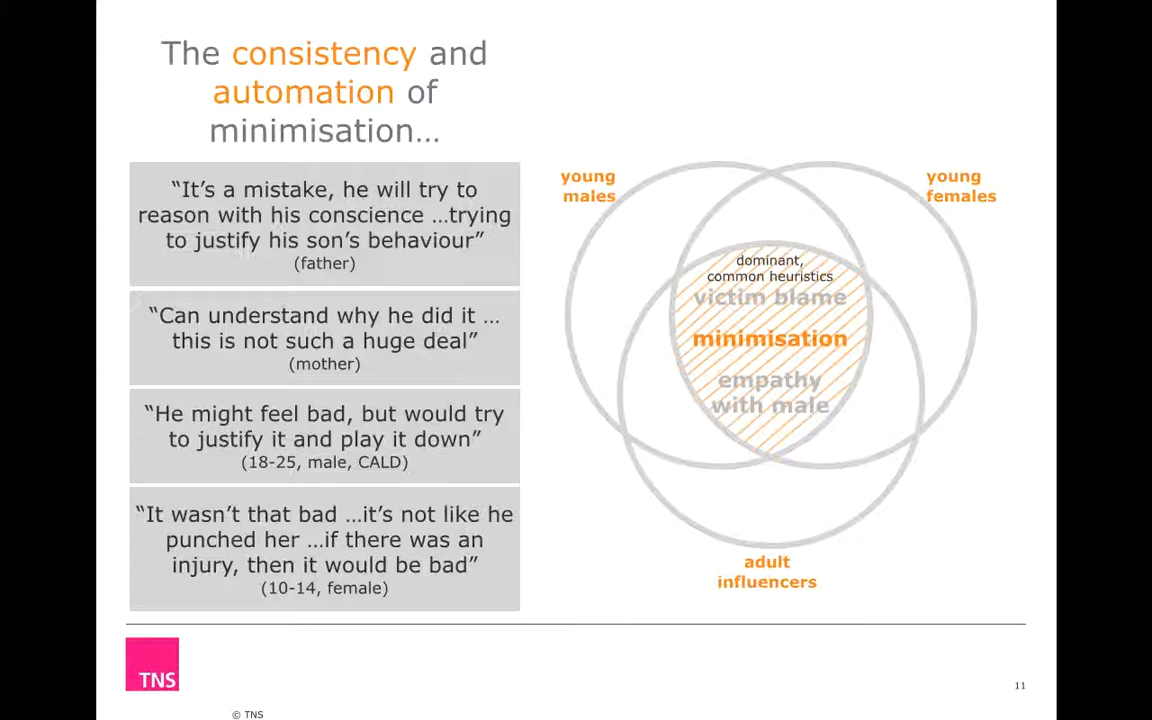 The consistency and
automation of
minimisation…
“It’s a mistake, he will try to
reason with his conscience …trying
to justify his son’s behaviour”
(father)
“Can understand why he did it …
this is not such a huge deal”
(mother)
“He might feel bad, but would try
to justify it and play it down”
(18-25, male, CALD)
“It wasn’t that bad …it’s not like he
punched her …if there was an
injury, then it would be bad”
(10-14, female)
young
males
young
females
dominant,
common heuristics
victim blame
minimisation
empathy
with male
adult
influencers
TNS
11
© TNS